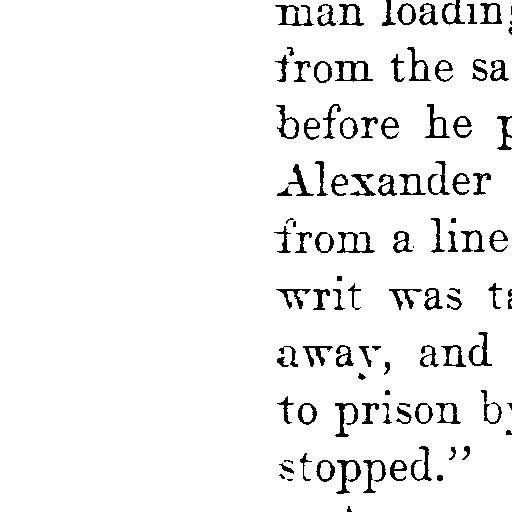 man loading
from the sa
before he p
Alexander
from a line
writ was ta
away, and
to prison by
stopped.”